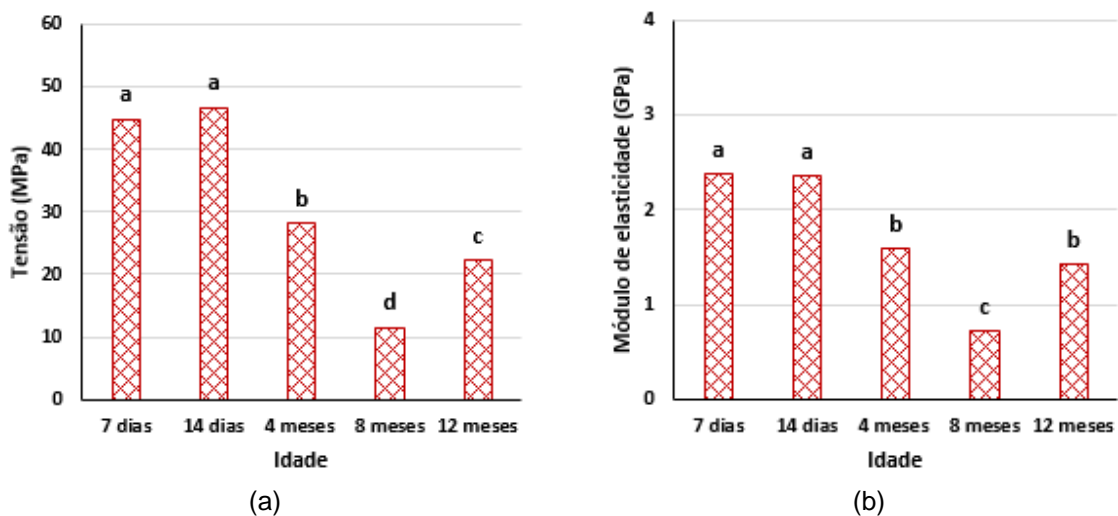 60
50
40
30
20
10
0
Tensão (MPa)
a
a
b
d
c
7 dias 14 dias 4 meses 8 meses 12 meses
Idade
(a)
4
3
2
1
0
Módulo de elasticidade (GPa)
a
a
b
c
b
7 dias 14 dias 4 meses 8 meses 12 meses
Idade
(b)